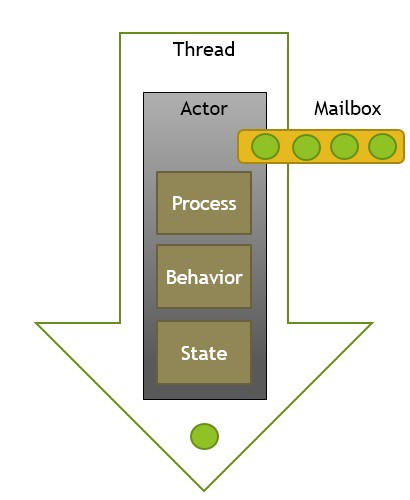 Thread
Actor
Mailbox
Process
Behavior
State